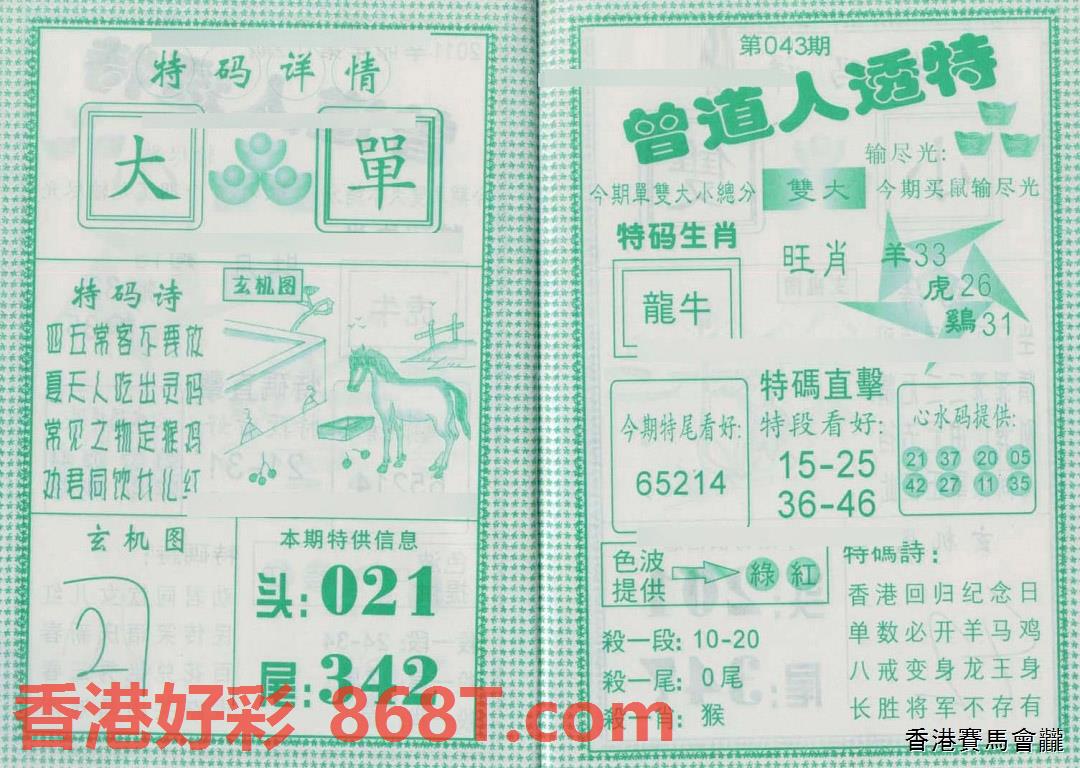 特码详情
大
單
特码诗
四五常客不要放
夏天人吃出灵码
常见之物定猴鸡
劝君同饮女儿红
玄机图
玄机图
本期特供信息
头: 021
尾: 342
第043期
曾道人透特
输尽光:
今期單雙大小總分 雙大 今期买鼠输尽光
特码生肖
龍牛
旺肖
羊33
虎26
鷄31
今期特尾看好:
65214
特碼直擊
特段看好:
15-25
36-46
心水码提供:
21 37 20 05
42 27 11 35
色波
提供
綠 紅
殺一段: 10-20
殺一尾: 0尾
殺一肖: 猴
特碼詩:
香港回归纪念日
单数必开羊马鸡
八戒变身龙王身
长胜将军不存有
香港好彩 868T.com
香港賽馬會